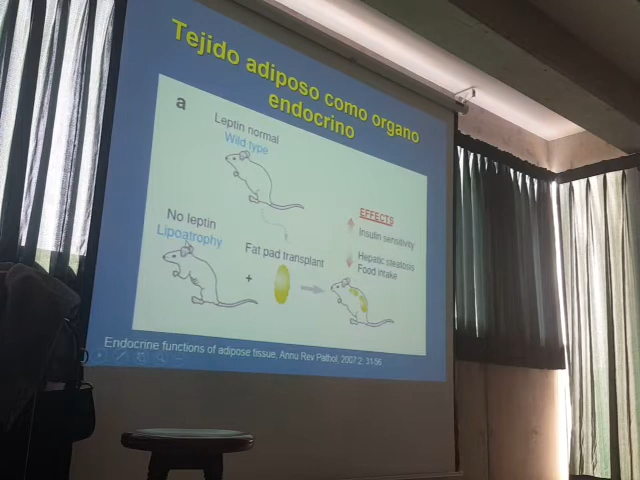 Tejido adiposo como organo
endocrino
a
Leptin normal
Wild type
No leptin
Lipoatrophy
Fat pad transplant
+
EFFECTS
Insulin sensitivity
Hepatic steatosis
Food intake
Endocrine functions of adipose tissue, Annu Rev Pathol, 2007 2: 31-56